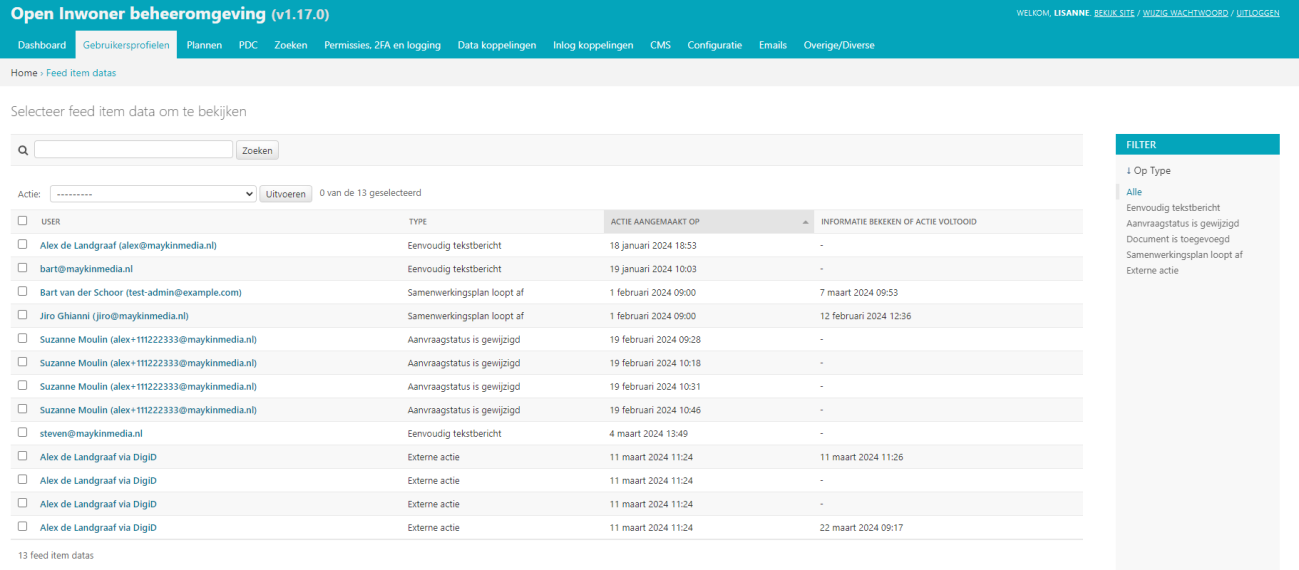 Open Inwoner beheeromgeving (v1.17.0)
WELKOM, LISANNE. BEKIJK SITE / WIJZIG WACHTWOORD / UITLOGGEN
Dashboard Gebruikersprofielen Plannen PDC Zoeken Permissies, 2FA en logging Data koppelingen Inlog koppelingen CMS Configuratie Emails Overige/Diverse
Home › Feed item datas
Selecteer feed item data om te bekijken
Zoeken
Actie: --------- Uitvoeren 0 van de 13 geselecteerd
USER TYPE ACTIE AANGEMAAKT OP INFORMATIE BEKEKEN OF ACTIE VOLTOOID
Alex de Landgraaf (alex@maykinmedia.nl) Eenvoudig tekstbericht 18 januari 2024 18:53 -
bart@maykinmedia.nl Eenvoudig tekstbericht 19 januari 2024 10:03 -
Bart van der Schoor (test-admin@example.com) Samenwerkingsplan loopt af 1 februari 2024 09:00 7 maart 2024 09:53
Jiro Ghianni (jiro@maykinmedia.nl) Samenwerkingsplan loopt af 1 februari 2024 09:00 12 februari 2024 12:36
Suzanne Moulin (alex+111222333@maykinmedia.nl) Aanvraagstatus is gewijzigd 19 februari 2024 09:28 -
Suzanne Moulin (alex+111222333@maykinmedia.nl) Aanvraagstatus is gewijzigd 19 februari 2024 10:18 -
Suzanne Moulin (alex+111222333@maykinmedia.nl) Aanvraagstatus is gewijzigd 19 februari 2024 10:31 -
Suzanne Moulin (alex+111222333@maykinmedia.nl) Aanvraagstatus is gewijzigd 19 februari 2024 10:46 -
steven@maykinmedia.nl Eenvoudig tekstbericht 4 maart 2024 13:49 -
Alex de Landgraaf via DigiD Externe actie 11 maart 2024 11:24 11 maart 2024 11:26
Alex de Landgraaf via DigiD Externe actie 11 maart 2024 11:24 -
Alex de Landgraaf via DigiD Externe actie 11 maart 2024 11:24 -
Alex de Landgraaf via DigiD Externe actie 11 maart 2024 11:24 22 maart 2024 09:17
13 feed item datas
FILTER
↓ Op Type
Alle
Eenvoudig tekstbericht
Aanvraagstatus is gewijzigd
Document is toegevoegd
Samenwerkingsplan loopt af
Externe actie